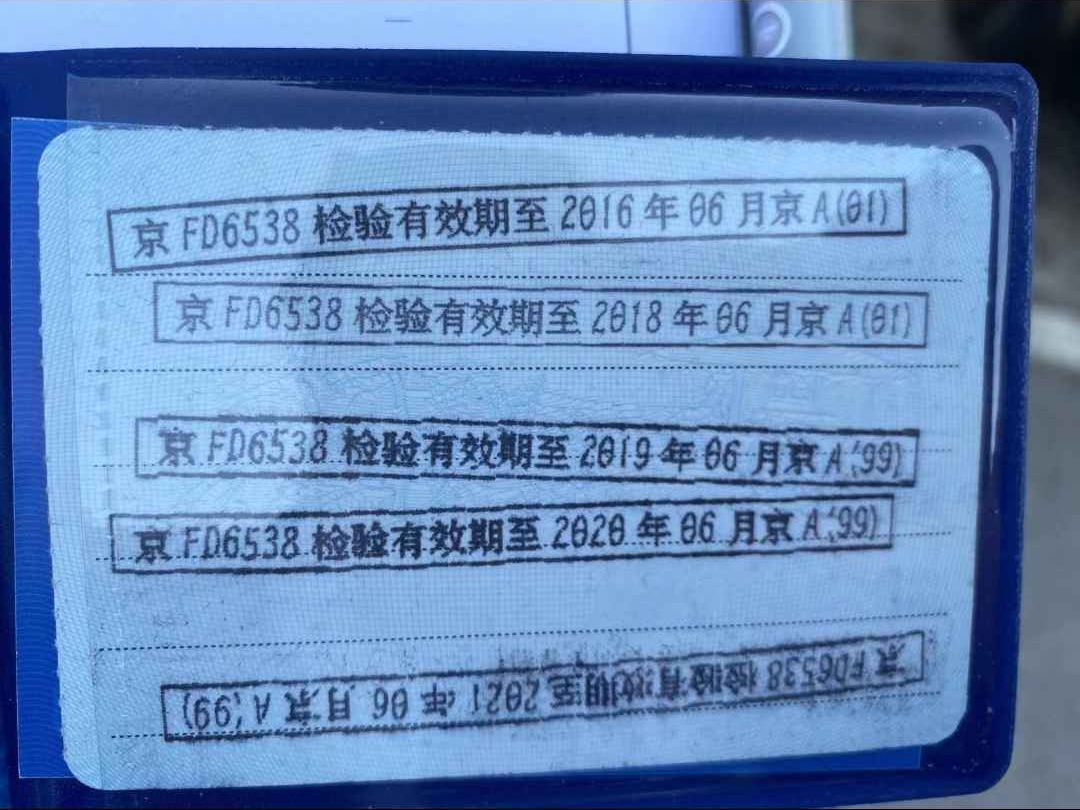 京 FD6538 检验有效期至 2016 年 06 月京 A(01)
京 FD6538 检验有效期至 2018 年 06 月京 A(01)
京 FD6538 检验有效期至 2019 年 06 月京 A(99)
京 FD6538 检验有效期至 2020 年 06 月京 A(99)
京 FD6538 检验有效期至 2021 年 06 月京 A(99)